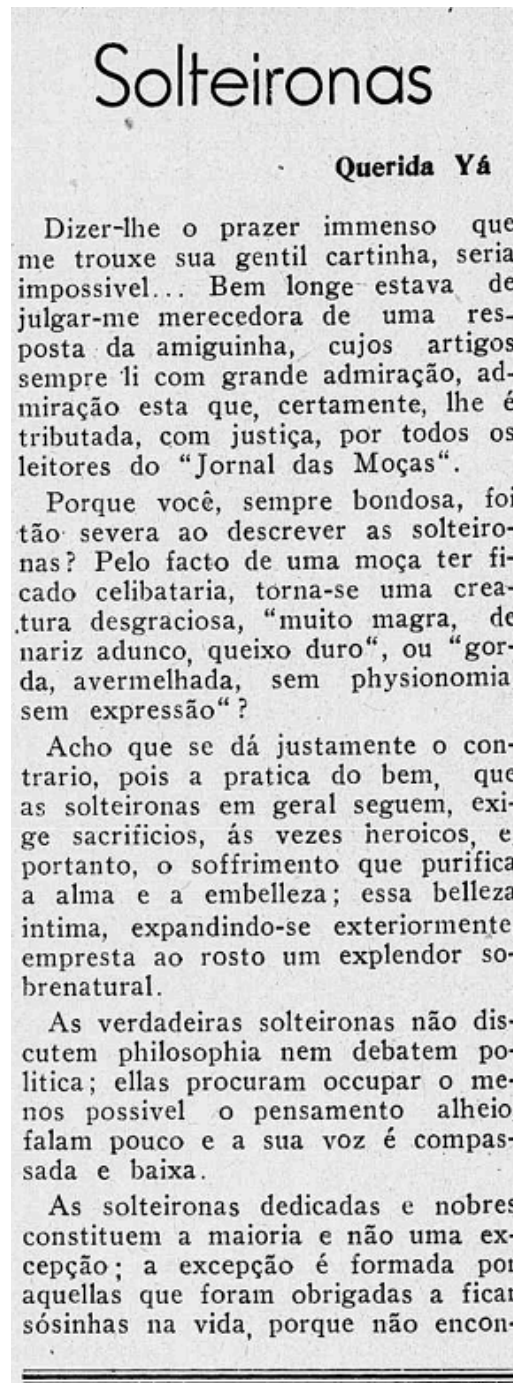 Solteironas
Querida Yá
Dizer-lhe o prazer immenso que
me trouxe sua gentil cartinha, seria
impossivel... Bem longe estava de
julgar-me merecedora de uma res-
posta da amiguinha, cujos artigos
sempre li com grande admiração, ad-
miração esta que, certamente, lhe é
tributada, com justiça, por todos os
leitores do “Jornal das Moças“.
Porque você, sempre bondosa, foi
tão severa ao descrever as solteiro-
nas? Pelo facto de uma moça ter fi-
cado celibataria, torna-se uma crea-
tura desgraciosa, “muito magra, de
nariz adunco, queixo duro“, ou “gor-
da, avermelhada, sem physionomia
sem expressão“?
Acho que se dá justamente o con-
trario, pois a pratica do bem, que
as solteironas em geral seguem, exi-
ge sacrificios, ás vezes heroicos, e
portanto, o soffrimento que purifica
a alma e a embelleza; essa belleza
intima, expandindo-se exteriormente
empresta ao rosto um explendor so-
brenatural.
As verdadeiras solteironas não dis-
cutem philosophia nem debatem po-
litica; ellas procuram occupar o me-
nos possivel o pensamento alheio
falam pouco e a sua voz é compas-
sada e baixa.
As solteironas dedicadas e nobres
constituem a maioria e não uma ex-
cepção; a excepção é formada por
aquellas que foram obrigadas a ficar
sósinhas na vida, porque não encon-